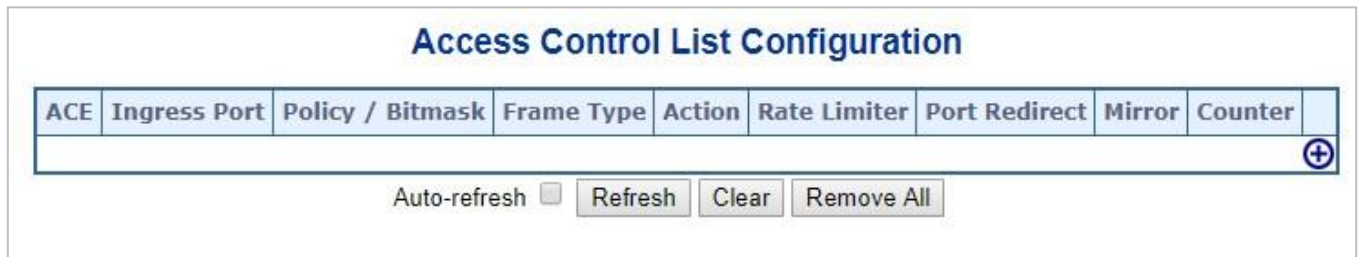 Access Control List Configuration
ACE Ingress Port Policy / Bitmask Frame Type Action Rate Limiter Port Redirect Mirror Counter
Auto-refresh Refresh Clear Remove All